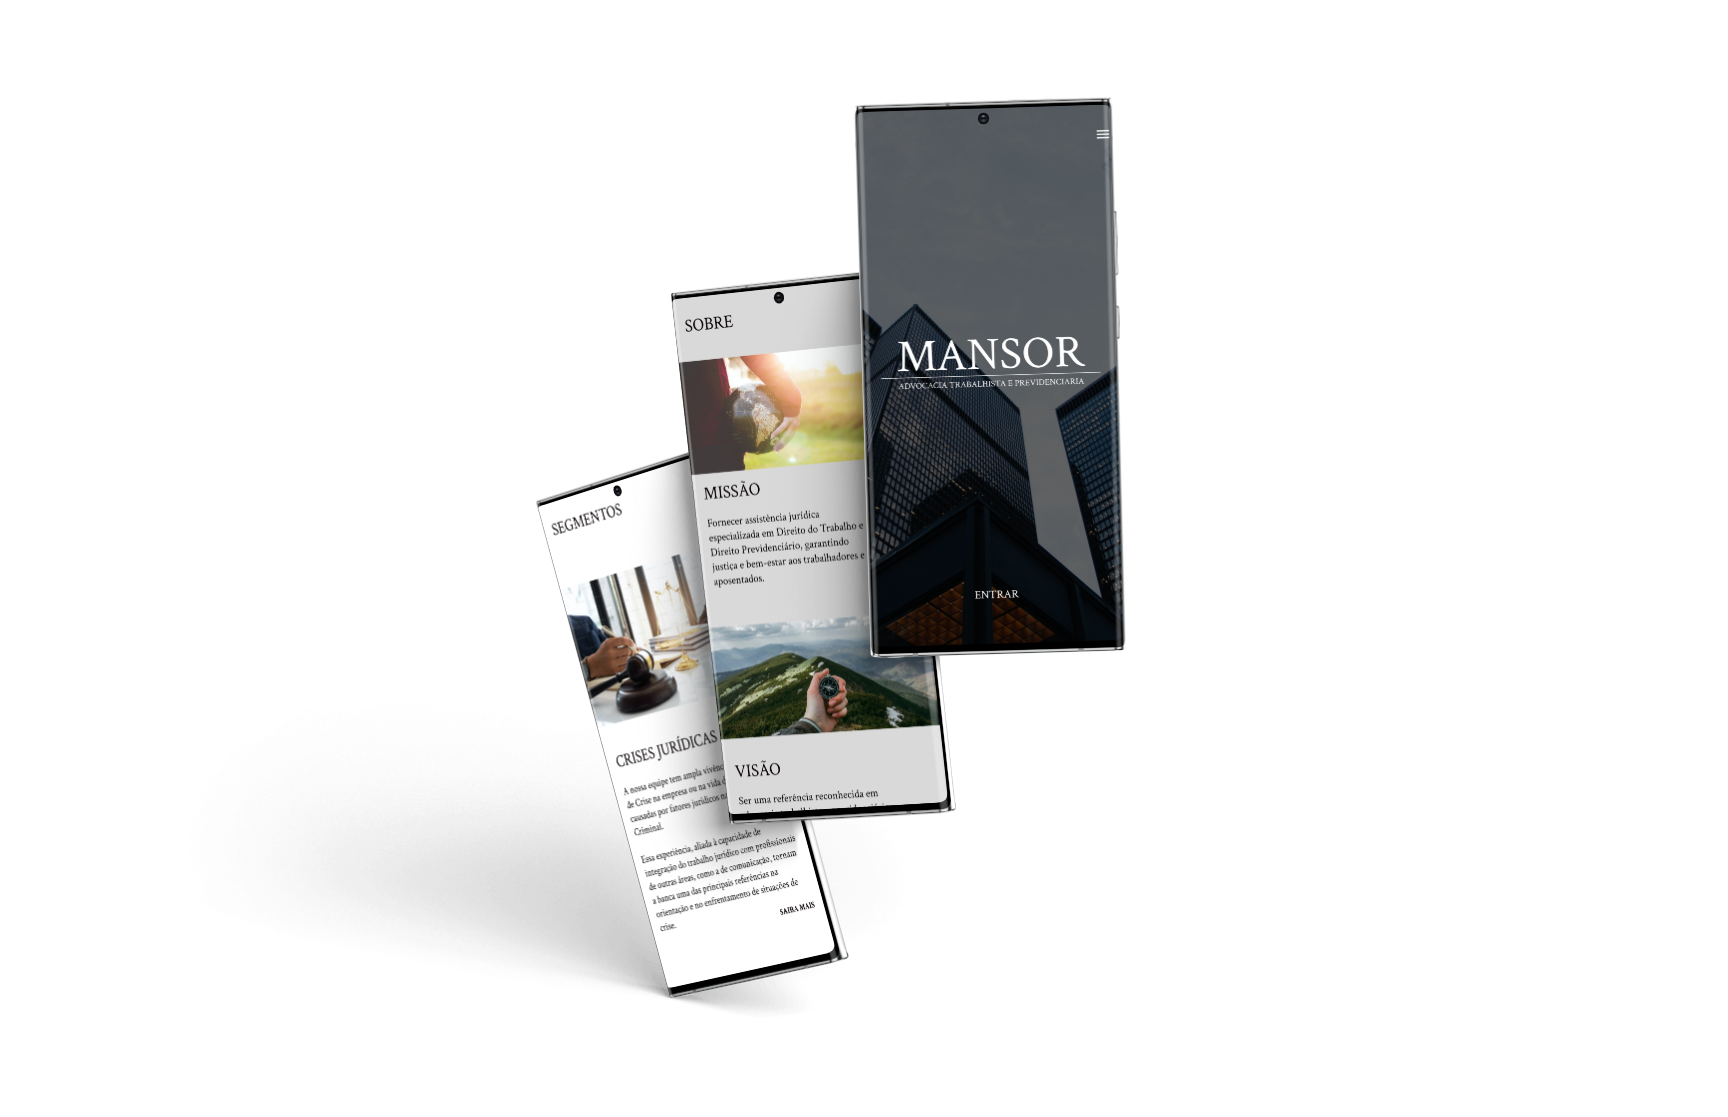 MANSOR
ADVOCACIA TRABALHISTA E PREVIDENCIARIA
ENTRAR
SOBRE
MISSÃO
Fornecer assistência jurídica
especializada em Direito do Trabalho e
Direito Previdenciário, garantindo
justiça e bem-estar aos trabalhadores e
aposentados.
VISÃO
Ser uma referência reconhecida em
SEGMENTOS
CRISES JURÍDICAS
A nossa equipe tem ampla
de Crise na empresa ou na vida
causadas por fatores jurídicos
Criminal.
Essa experiência, aliada à capacidade de
integração do trabalho jurídico com profissionais
de outras áreas, como a de comunicação, tornam
a banca uma das principais referências na
orientação e no enfrentamento de situações de
crise.
SAIBA MAIS